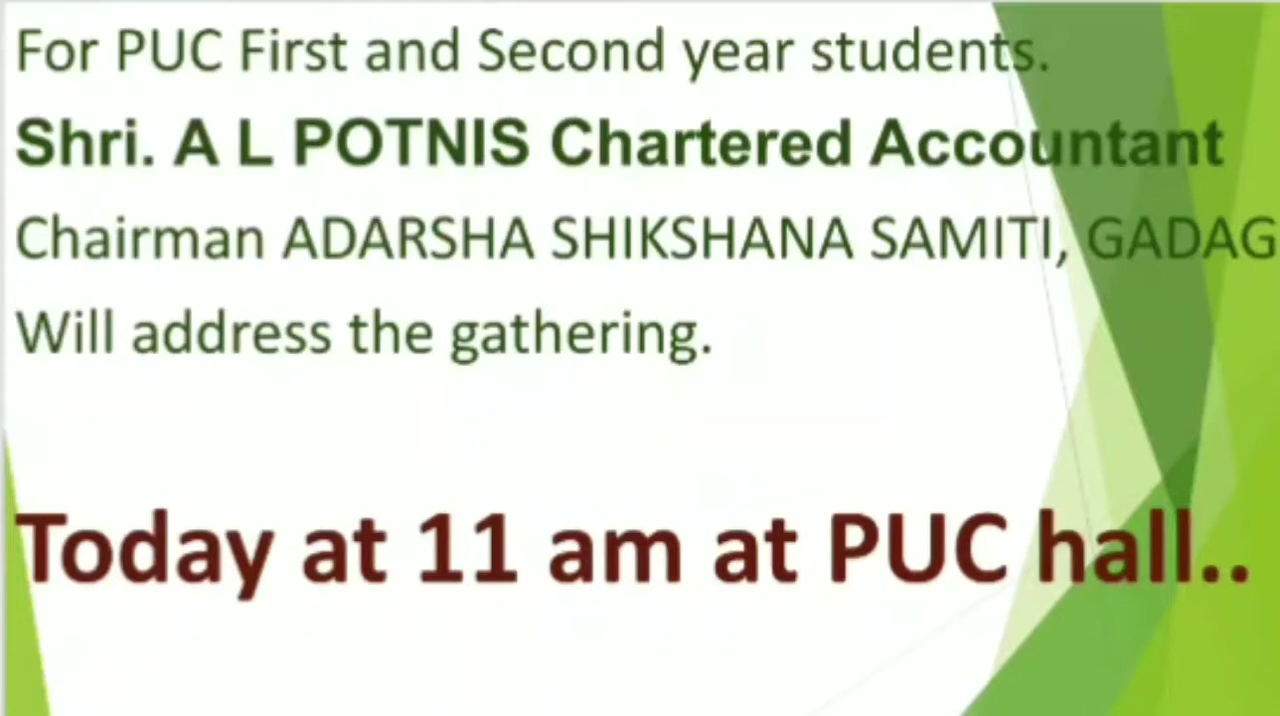 For PUC First and Second year students.
Shri. A L POTNIS Chartered Accountant
Chairman ADARSHA SHIKSHANA SAMITI, GADAG
Will address the gathering.
Today at 11 am at PUC hall..